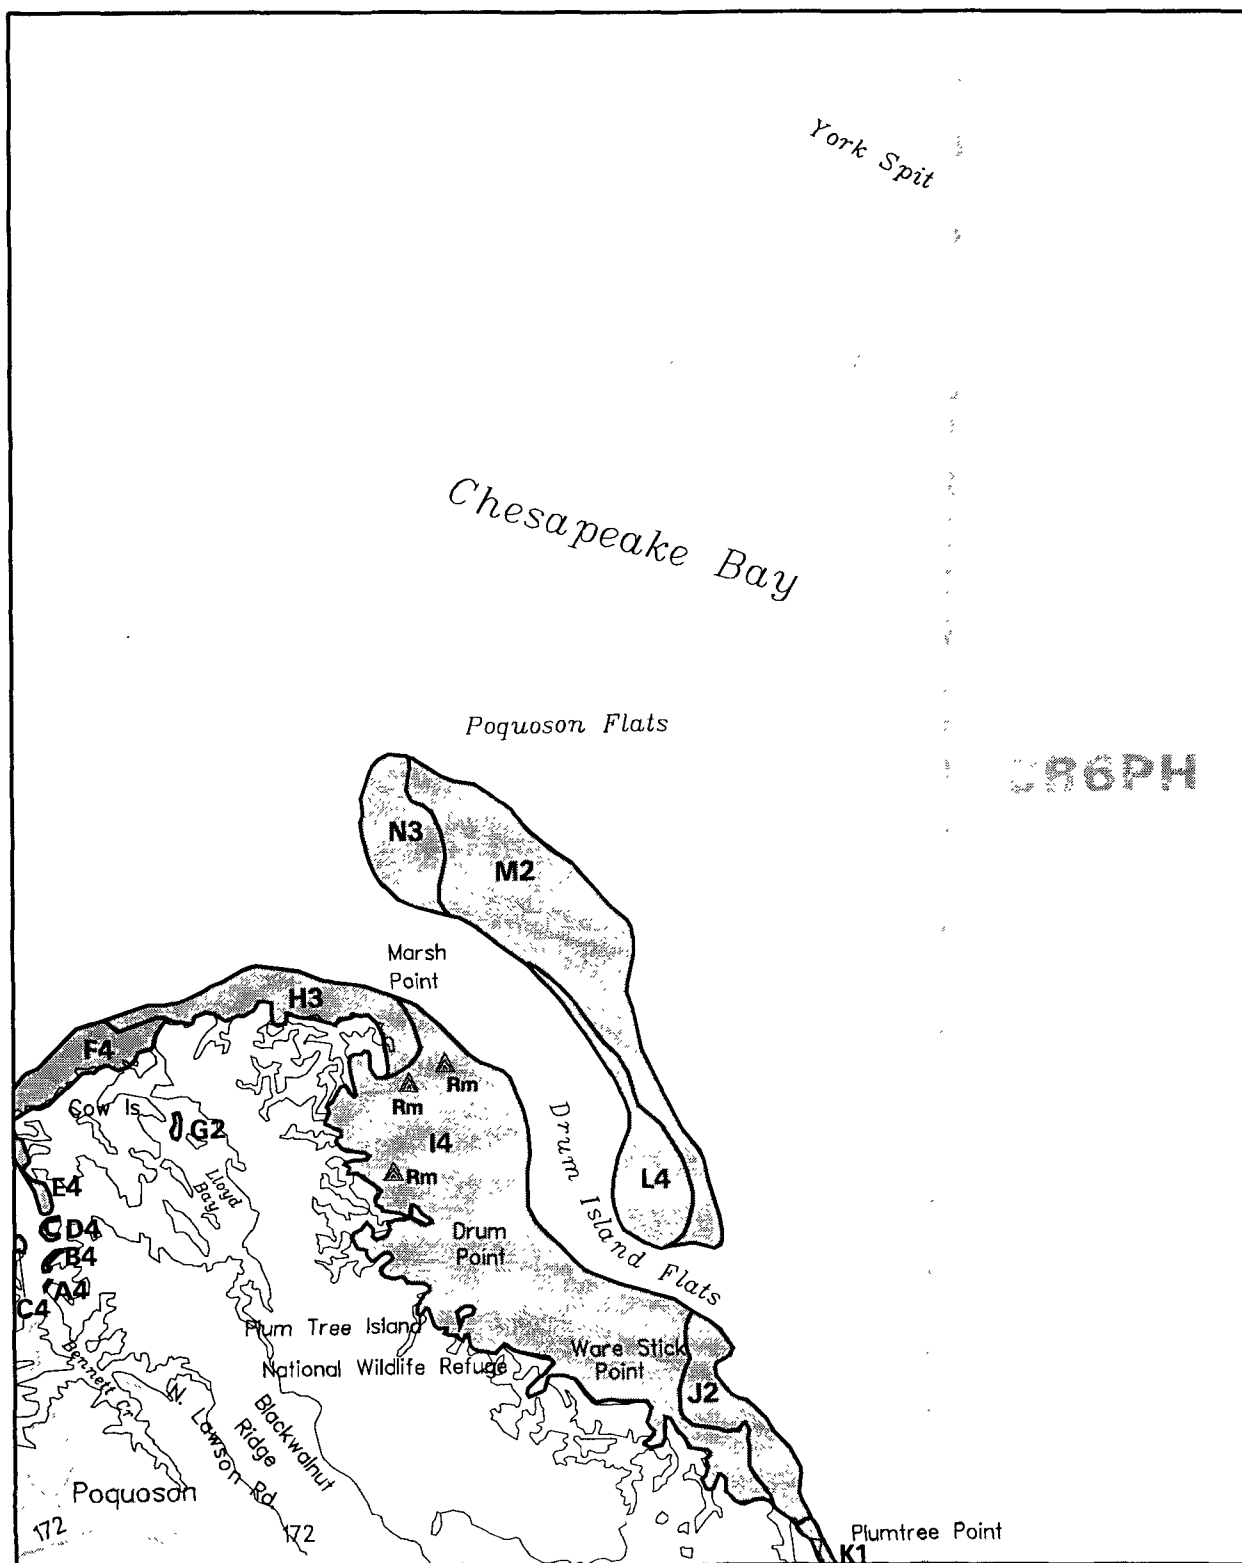 York Spit
Chesapeake Bay
Poquoson Flats
86PH
N3
M2
Marsh
Point
H3
F4
Rm
Rm
Cow Is
G2
I4
Drum Island Flats
Rm
L4
E4
Lloyd
Bay
D4
Drum
Point
B4
A4
C4
Plum Tree Island
National Wildlife Refuge
Ware Stick
Point
Bennett Cr
J2
N. Lawson Rd.
Blackwalnut
Ridge
Poquoson
172
172
Plumtree Point
K1